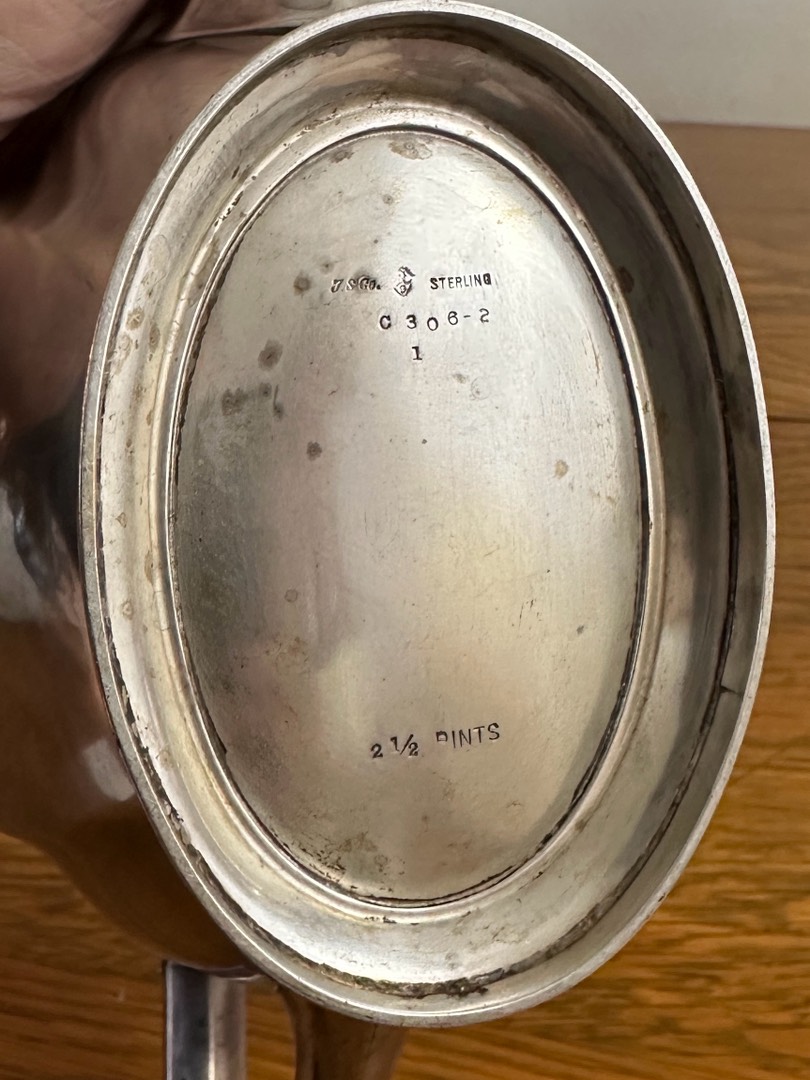 J. & Co. STERLING
C 306-2
1
2 1/2 PINTS